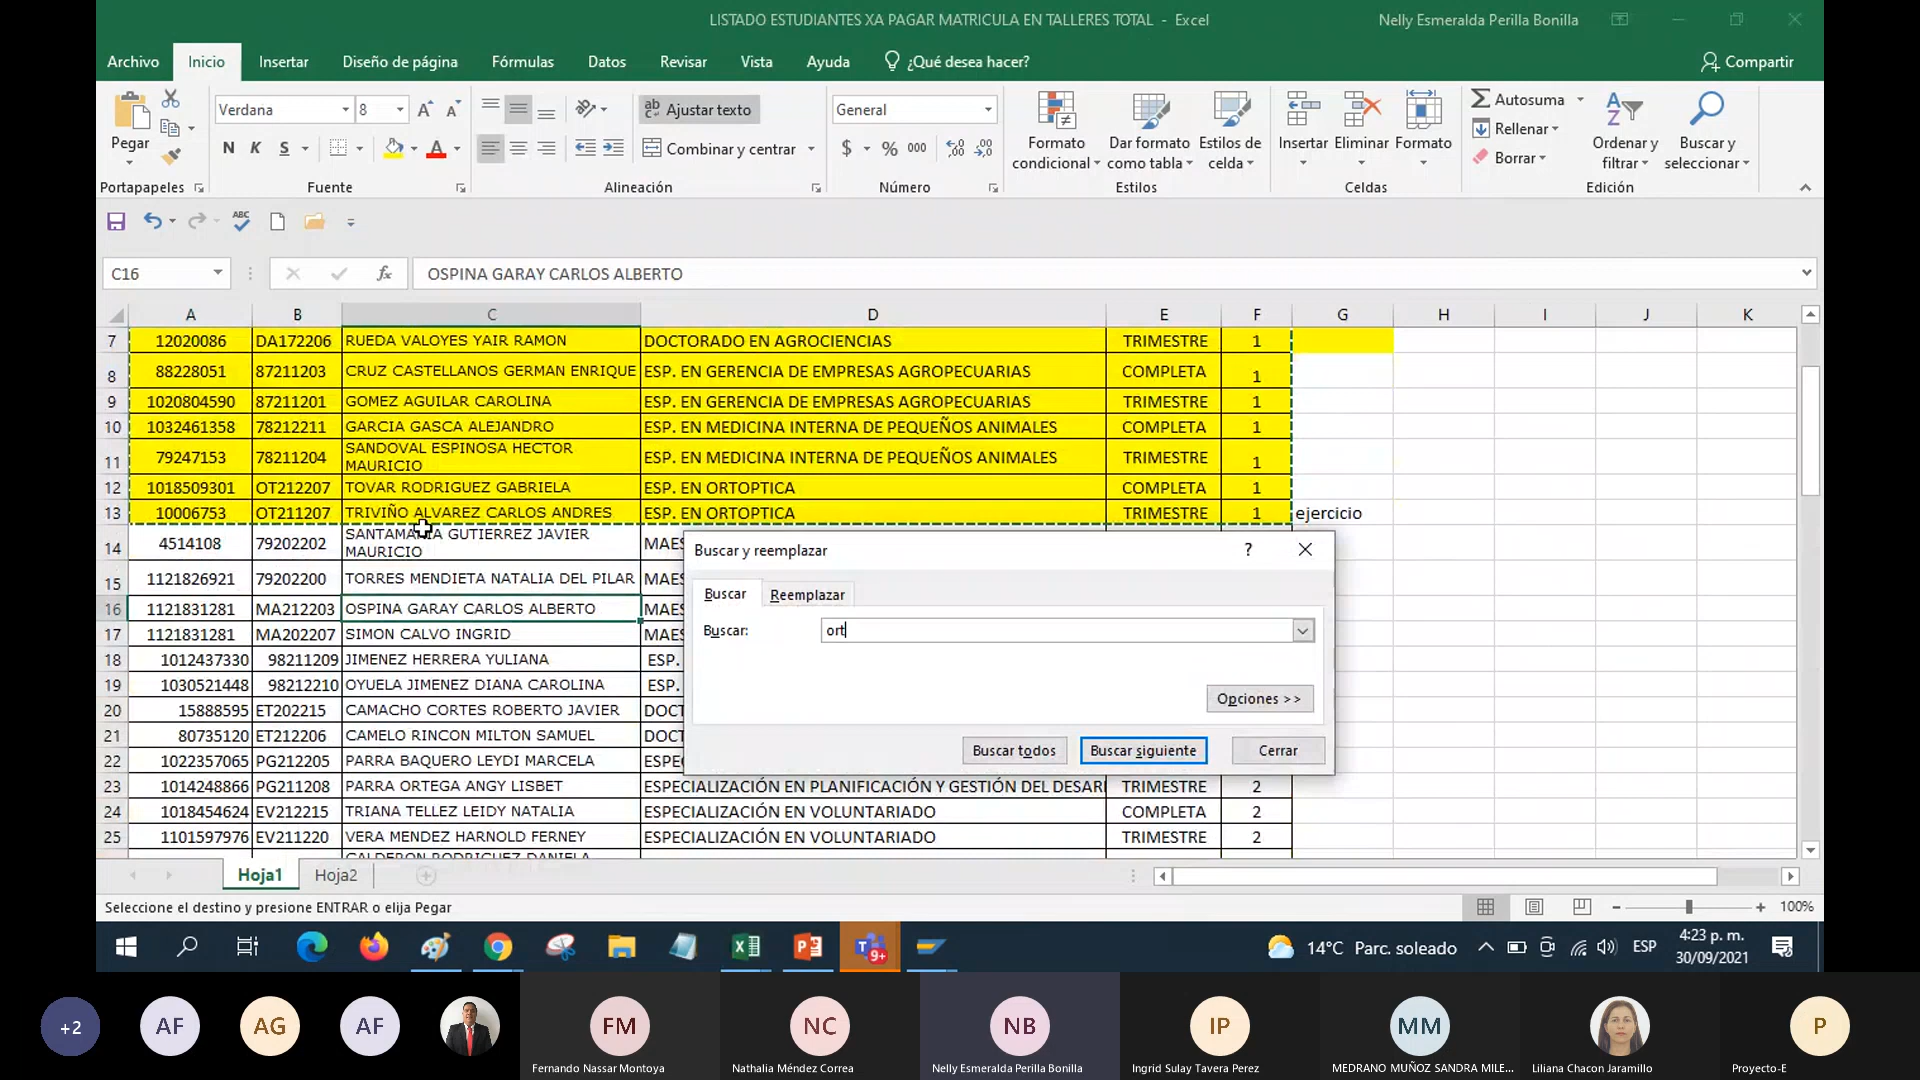 LISTADO ESTUDIANTES XA PAGAR MATRICULA EN TALLERES TOTAL - Excel
Nelly Esmeralda Perilla Bonilla
Archivo Inicio Insertar Diseño de página Fórmulas Datos Revisar Vista Ayuda ¿Qué desea hacer? Compartir
Verdana 8 Ajustar texto General Autosuma
Rellenar
Pegar N K S Combinar y centrar $ % 000 Borrar
Formato condicional
Dar formato como tabla
Estilos de celda
Insertar Eliminar Formato
Ordenar y filtrar
Buscar y seleccionar
Portapapeles Fuente Alineación Número Estilos Celdas Edición
C16 fx OSPINA GARAY CARLOS ALBERTO
A B C D E F G H I J K
7 12020086 DA172206 RUEDA VALOYES YAIR RAMON DOCTORADO EN AGROCIENCIAS TRIMESTRE 1
8 88228051 87211203 CRUZ CASTELLANOS GERMAN ENRIQUE ESP. EN GERENCIA DE EMPRESAS AGROPECUARIAS COMPLETA 1
9 1020804590 87211201 GOMEZ AGUILAR CAROLINA ESP. EN GERENCIA DE EMPRESAS AGROPECUARIAS TRIMESTRE 1
10 1032461358 78212211 GARCIA GASCA ALEJANDRO ESP. EN MEDICINA INTERNA DE PEQUEÑOS ANIMALES COMPLETA 1
11 79247153 78211204 SANDOVAL ESPINOSA HECTOR MAURICIO ESP. EN MEDICINA INTERNA DE PEQUEÑOS ANIMALES TRIMESTRE 1
12 1018509301 OT212207 TOVAR RODRIGUEZ GABRIELA ESP. EN ORTOPTICA COMPLETA 1
13 10006753 OT211207 TRIVIÑO ALVAREZ CARLOS ANDRES ESP. EN ORTOPTICA TRIMESTRE 1 ejercicio
14 4514108 79202202 SANTAMARIA GUTIERREZ JAVIER MAURICIO MAES
15 1121826921 79202200 TORRES MENDIETA NATALIA DEL PILAR MAES
16 1121831281 MA212203 OSPINA GARAY CARLOS ALBERTO MAES
17 1121831281 MA202207 SIMON CALVO INGRID MAES
18 1012437330 98211209 JIMENEZ HERRERA YULIANA ESP.
19 1030521448 98212210 OYUELA JIMENEZ DIANA CAROLINA ESP.
20 15888595 ET202215 CAMACHO CORTES ROBERTO JAVIER DOCT
21 80735120 ET212206 CAMELO RINCON MILTON SAMUEL DOCT
22 1022357065 PG212205 PARRA BAQUERO LEYDI MARCELA ESPE
23 1014248866 PG211208 PARRA ORTEGA ANGY LISBET ESPECIALIZACIÓN EN PLANIFICACIÓN Y GESTIÓN DEL DESARI TRIMESTRE 2
24 1018454624 EV212215 TRIANA TELLEZ LEIDY NATALIA ESPECIALIZACIÓN EN VOLUNTARIADO COMPLETA 2
25 1101597976 EV211220 VERA MENDEZ HARNOLD FERNEY ESPECIALIZACIÓN EN VOLUNTARIADO TRIMESTRE 2
CALDERON RODRIGUEZ DANIELA
Buscar y reemplazar ?
Buscar Reemplazar
Buscar: ort
Opciones >>
Buscar todos Buscar siguiente Cerrar
Hoja1 Hoja2
Seleccione el destino y presione ENTRAR o elija Pegar 100%
9+ 14°C Parc. soleado ESP 4:23 p. m.
30/09/2021
+2 AF AG AF FM NC NB IP MM P
Fernando Nassar Montoya
Nathalia Méndez Correa
Nelly Esmeralda Perilla Bonilla
Ingrid Sulay Tavera Perez
MEDRANO MUÑOZ SANDRA MILE...
Liliana Chacon Jaramillo
Proyecto-E